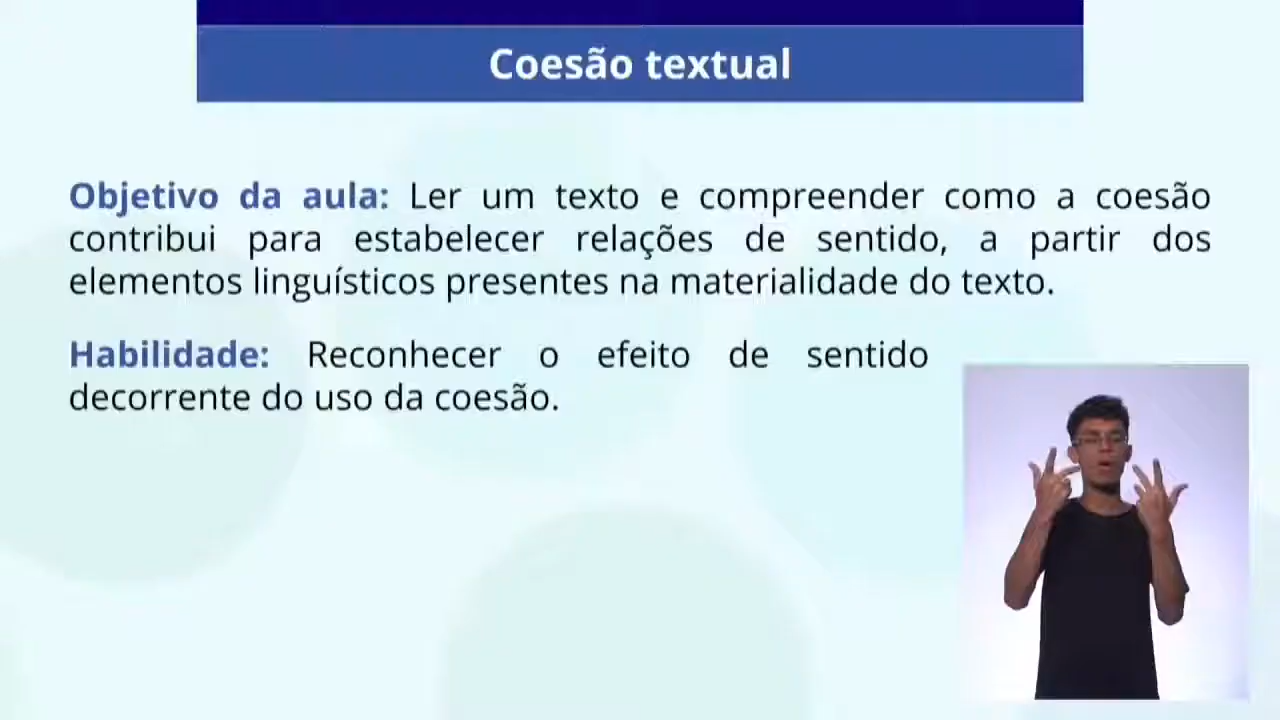 Coesão textual
Objetivo da aula: Ler um texto e compreender como a coesão
contribui para estabelecer relações de sentido, a partir dos
elementos linguísticos presentes na materialidade do texto.
Habilidade: Reconhecer o efeito de sentido
decorrente do uso da coesão.